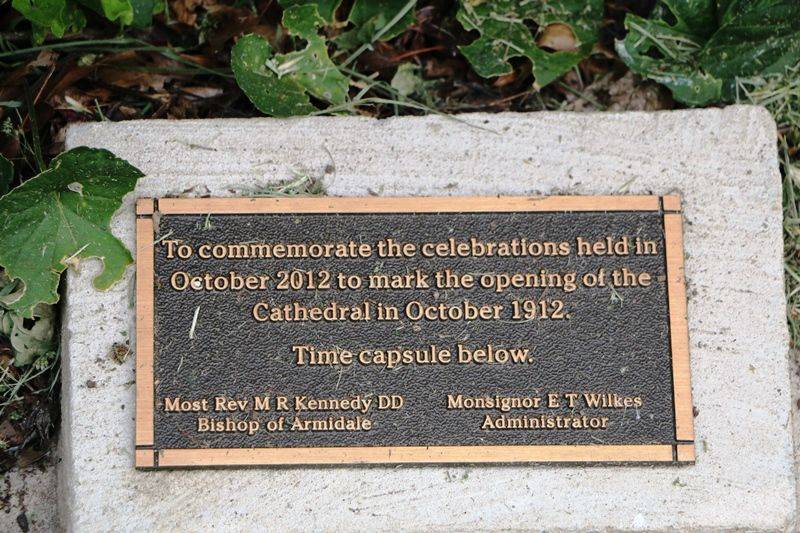 To commemorate the celebrations held in
October 2012 to mark the opening of the
Cathedral in October 1912.
Time capsule below.
Most Rev M R Kennedy DD
Bishop of Armidale
Monsignor E T Wilkes
Administrator